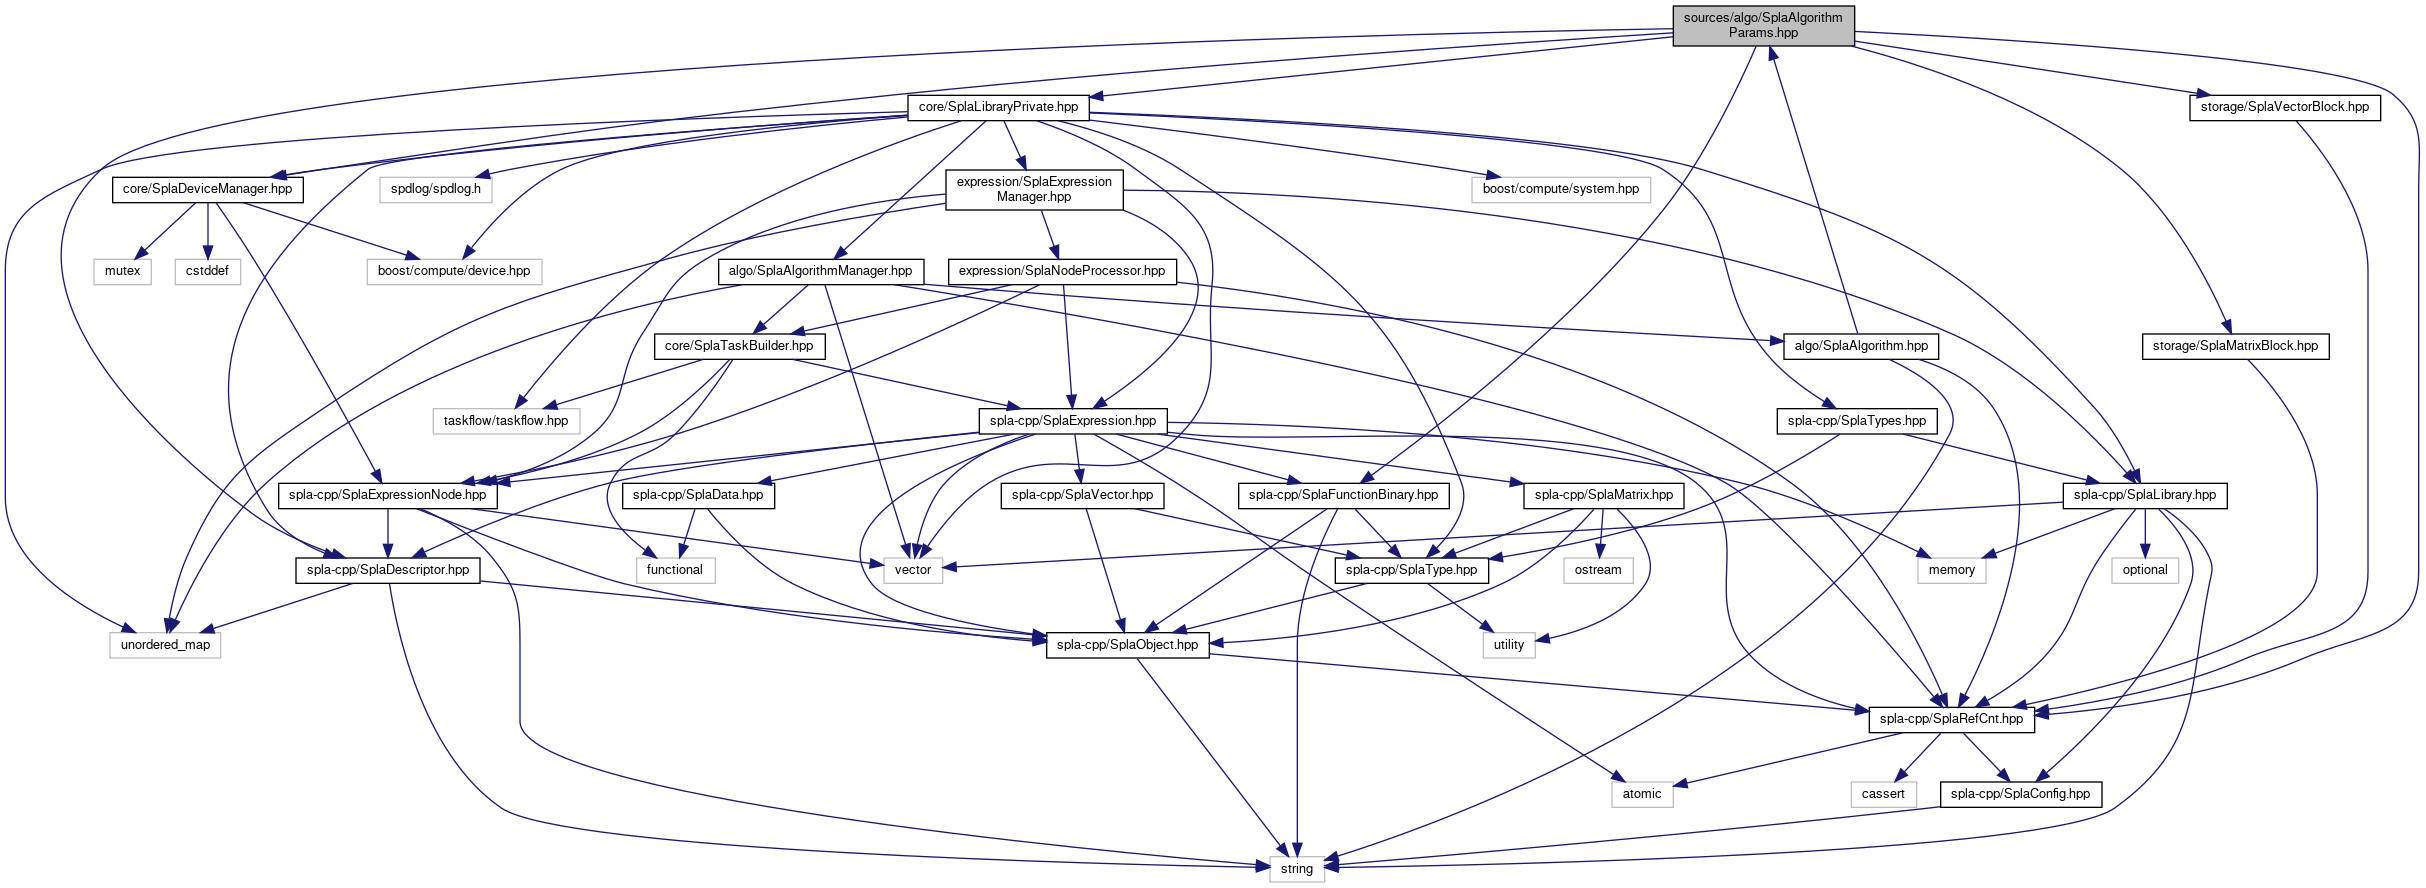 sources/algo/SplaAlgorithm
Params.hpp
core/SplaLibraryPrivate.hpp
storage/SplaVectorBlock.hpp
core/SplaDeviceManager.hpp
spdlog/spdlog.h
expression/SplaExpression
Manager.hpp
boost/compute/system.hpp
mutex
cstddef
boost/compute/device.hpp
algo/SplaAlgorithmManager.hpp
expression/SplaNodeProcessor.hpp
core/SplaTaskBuilder.hpp
algo/SplaAlgorithm.hpp
storage/SplaMatrixBlock.hpp
taskflow/taskflow.hpp
spla-cpp/SplaExpression.hpp
spla-cpp/SplaTypes.hpp
spla-cpp/SplaExpressionNode.hpp
spla-cpp/SplaData.hpp
spla-cpp/SplaVector.hpp
spla-cpp/SplaFunctionBinary.hpp
spla-cpp/SplaMatrix.hpp
spla-cpp/SplaLibrary.hpp
spla-cpp/SplaDescriptor.hpp
functional
vector
spla-cpp/SplaType.hpp
ostream
memory
optional
unordered_map
spla-cpp/SplaObject.hpp
utility
spla-cpp/SplaRefCnt.hpp
atomic
cassert
spla-cpp/SplaConfig.hpp
string